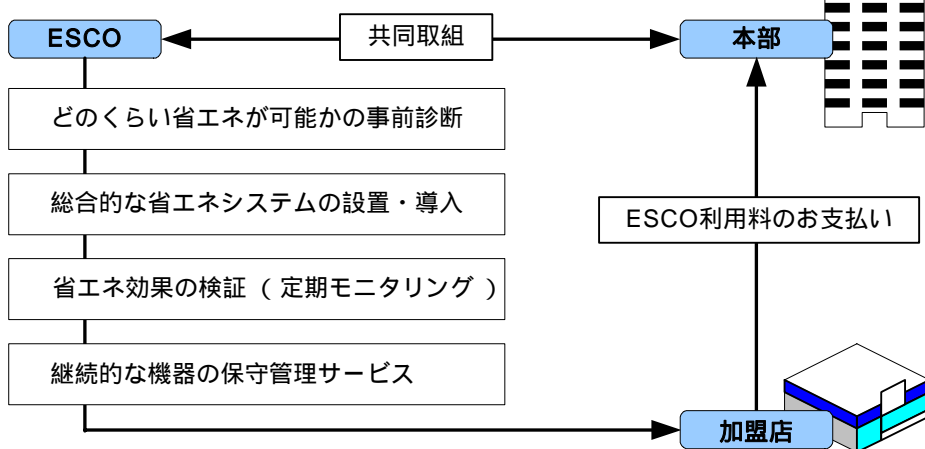 ESCO
共同取組
本部
どのくらい省エネが可能かの事前診断
総合的な省エネシステムの設置・導入
ESCO利用料のお支払い
省エネ効果の検証 ( 定期モニタリング )
継続的な機器の保守管理サービス
加盟店